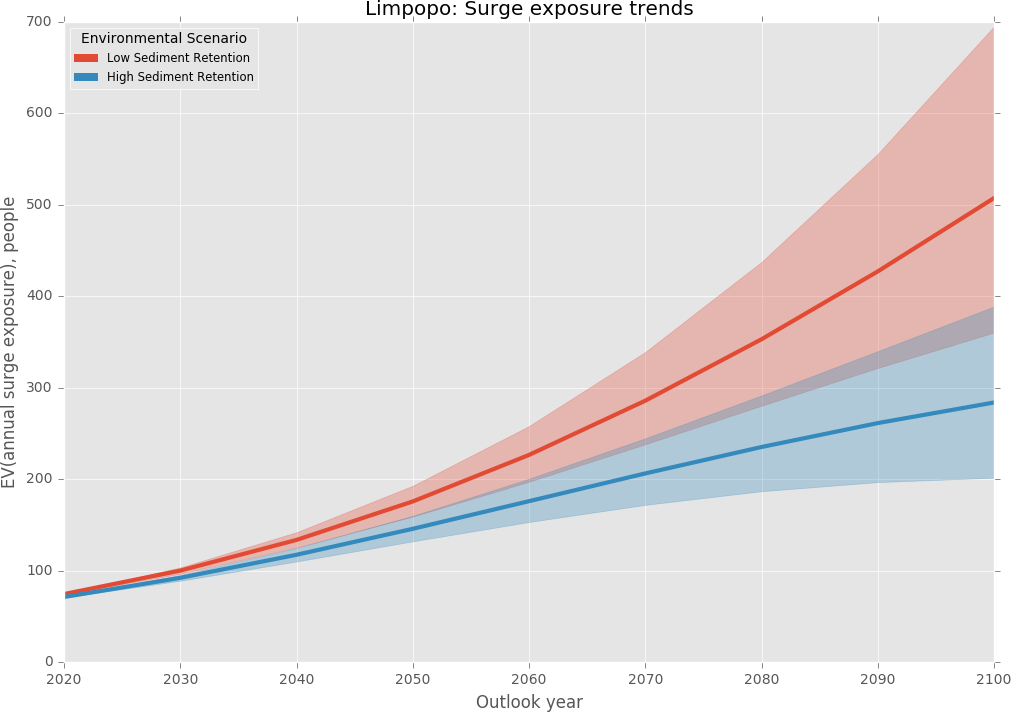 Limpopo: Surge exposure trends
Environmental Scenario
Low Sediment Retention
High Sediment Retention
EV(annual surge exposure), people
700
600
500
400
300
200
100
0
2020 2030 2040 2050 2060 2070 2080 2090 2100
Outlook year